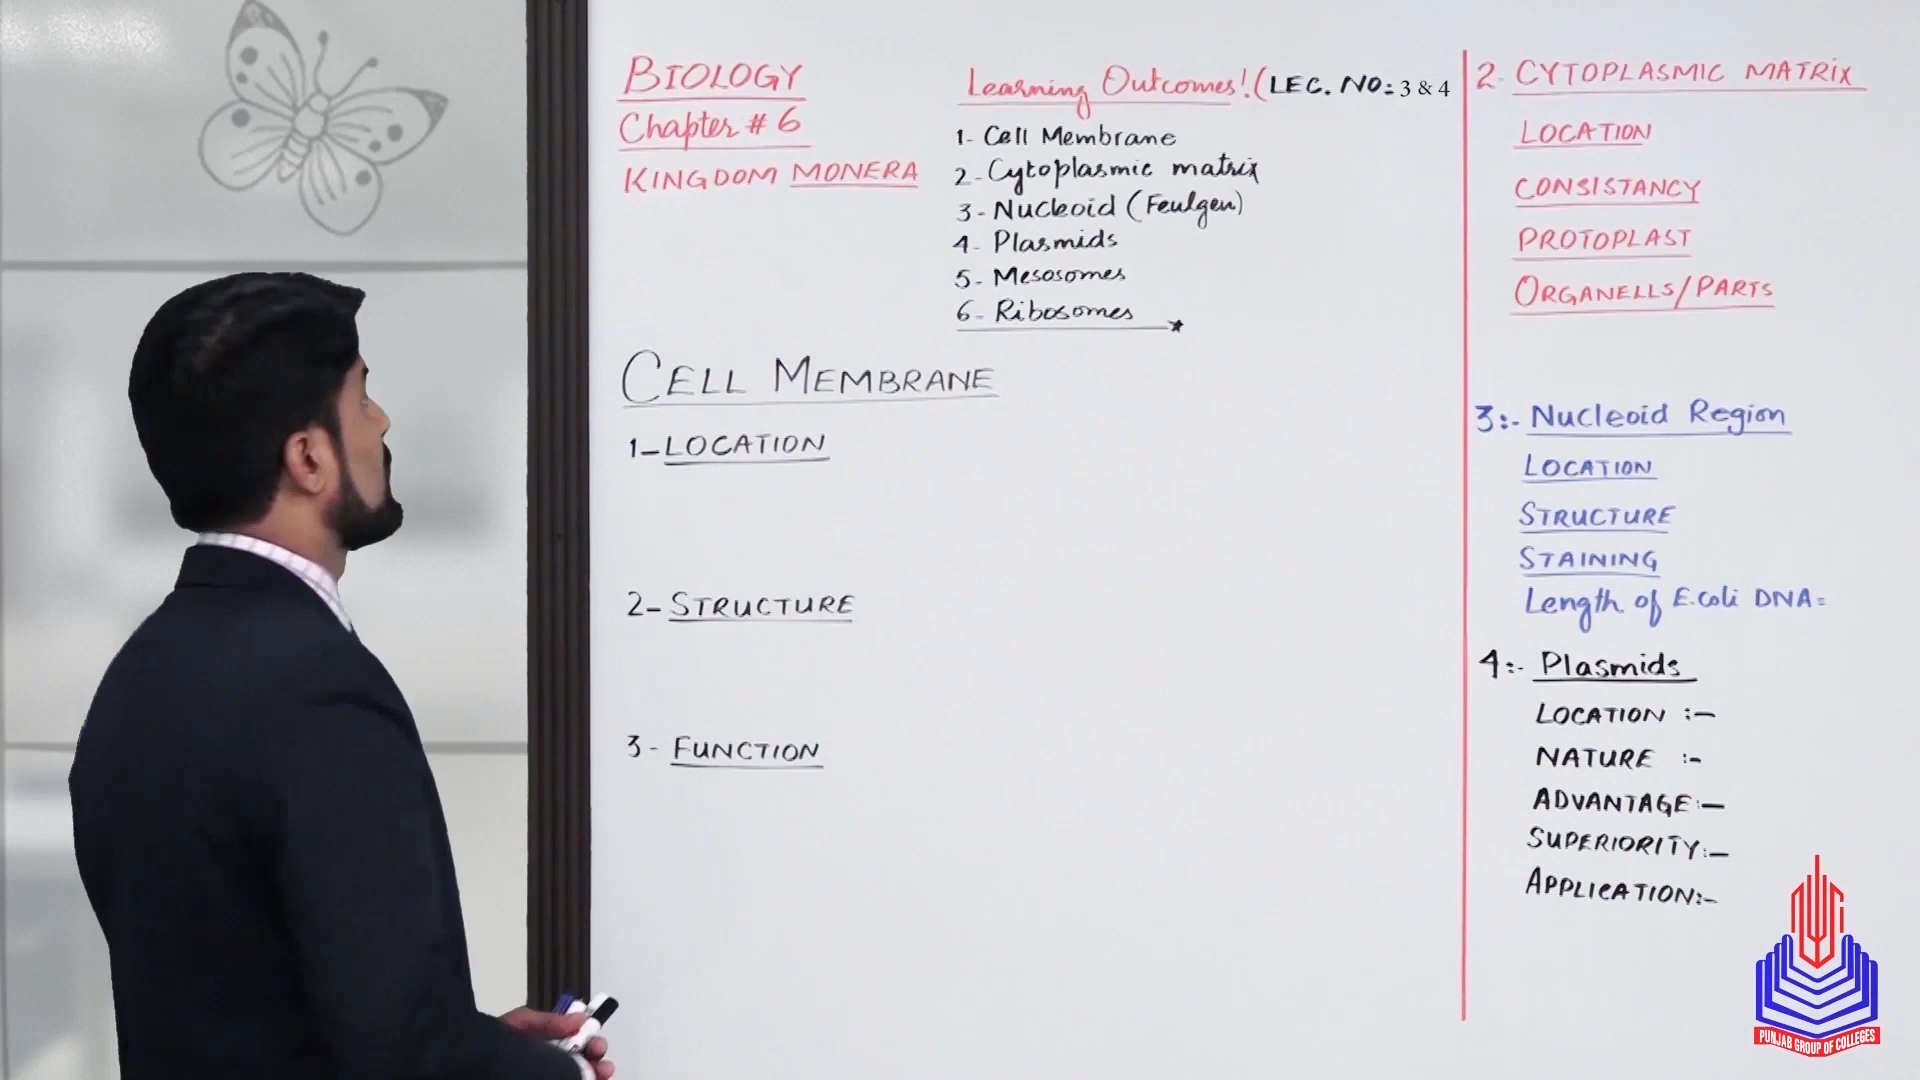 BIOLOGY
Chapter # 6
KINGDOM MONERA
Learning Outcomes! (LEC. NO: 3 & 4
1- Cell Membrane
2- Cytoplasmic matrix
3- Nucleoid (Feulgen)
4- Plasmids
5- Mesosomes
6- Ribosomes
CELL MEMBRANE
1- LOCATION
2- STRUCTURE
3- FUNCTION
2- CYTOPLASMIC MATRIX
LOCATION
CONSISTANCY
PROTOPLAST
ORGANELLS/PARTS
3:- Nucleoid Region
LOCATION
STRUCTURE
STAINING
Length of E.coli DNA=
4:- Plasmids
LOCATION :-
NATURE :-
ADVANTAGE:-
SUPERIORITY:-
APPLICATION:-
PUNJAB GROUP OF COLLEGES